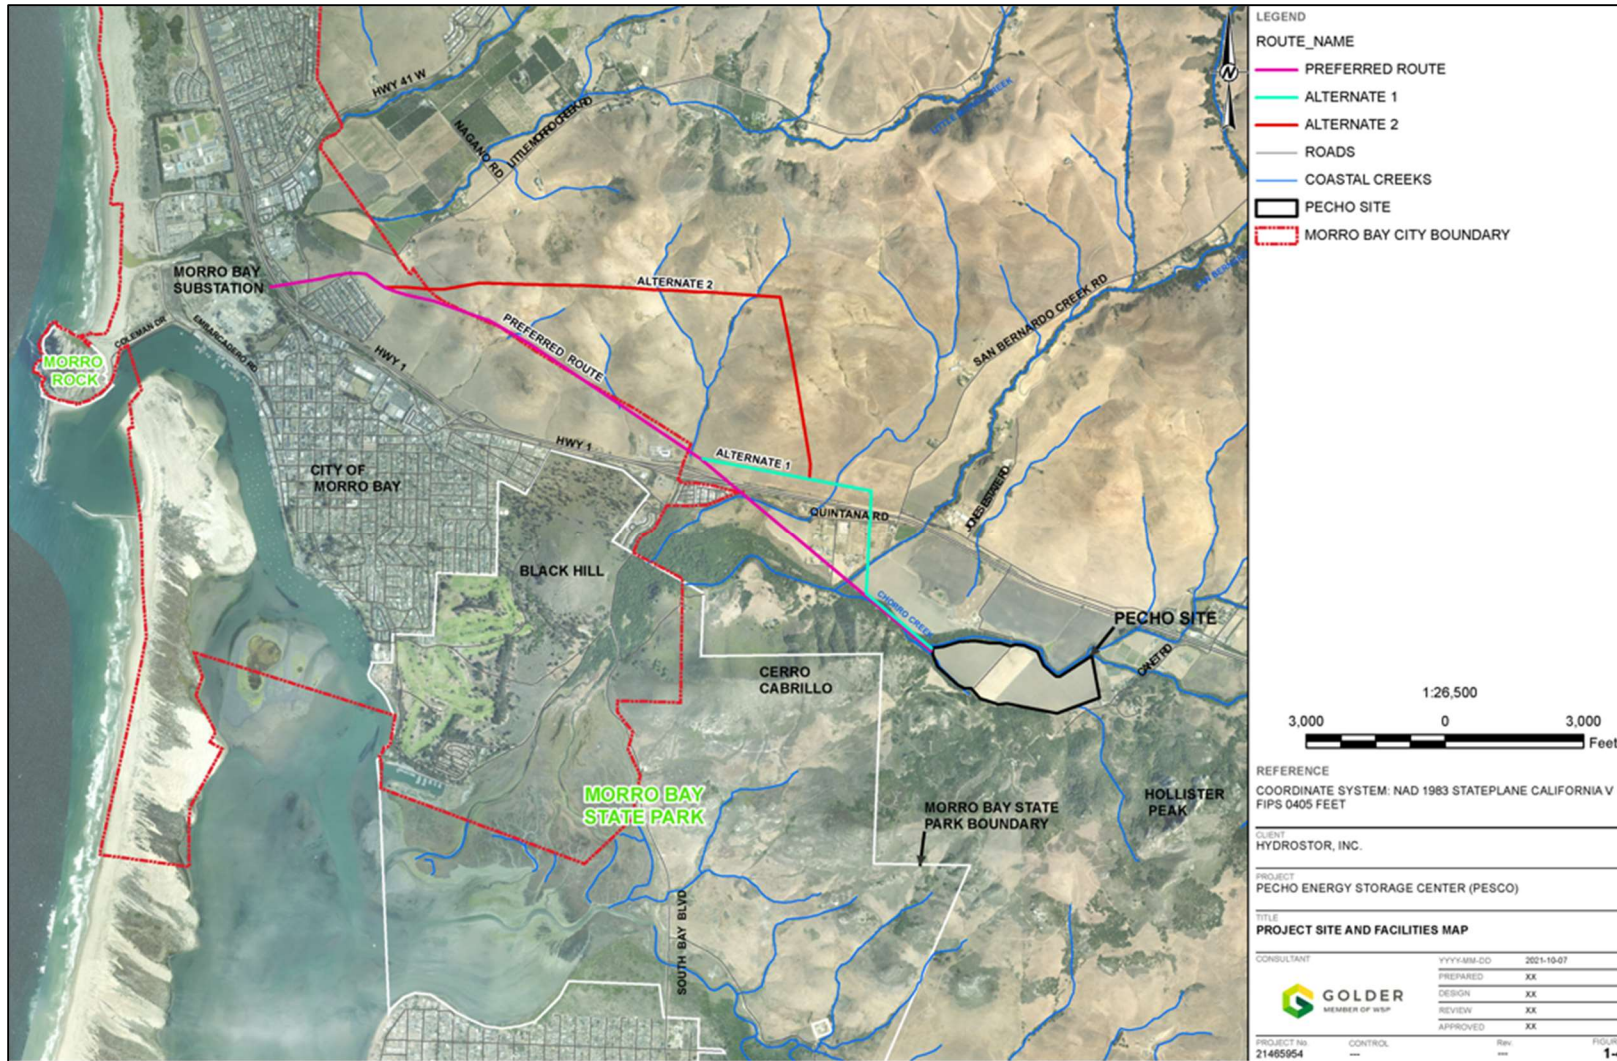 HWY 41 W
NAGANO RD
LITTLE MORRO CREEK RD
MORRO BAY
SUBSTATION
COLEMAN DR
EMBARCADERO RD
MORRO
ROCK
HWY 1
PREFERRED ROUTE
ALTERNATE 2
SAN BERNARDO CREEK RD
CITY OF
MORRO BAY
HWY 1
ALTERNATE 1
QUINTANA RD
JONES ESTATE RD
BLACK HILL
CHORRO CREEK
PECHO SITE
CANET RD
CERRO
CABRILLO
MORRO BAY
STATE PARK
MORRO BAY STATE
PARK BOUNDARY
HOLLISTER
PEAK
SOUTH BAY BLVD
LEGEND
ROUTE_NAME
PREFERRED ROUTE
ALTERNATE 1
ALTERNATE 2
ROADS
COASTAL CREEKS
PECHO SITE
MORRO BAY CITY BOUNDARY
N
1:26,500
3,000 0 3,000
Feet
REFERENCE
COORDINATE SYSTEM: NAD 1983 STATEPLANE CALIFORNIA V
FIPS 0405 FEET
CLIENT
HYDROSTOR, INC.
PROJECT
PECHO ENERGY STORAGE CENTER (PESCO)
TITLE
PROJECT SITE AND FACILITIES MAP
CONSULTANT
GOLDER
MEMBER OF WSP
YYYY-MM-DD 2021-10-07
PREPARED XX
DESIGN XX
REVIEW XX
APPROVED XX
PROJECT No. CONTROL Rev. FIGUR
21465954 --- --- 1-